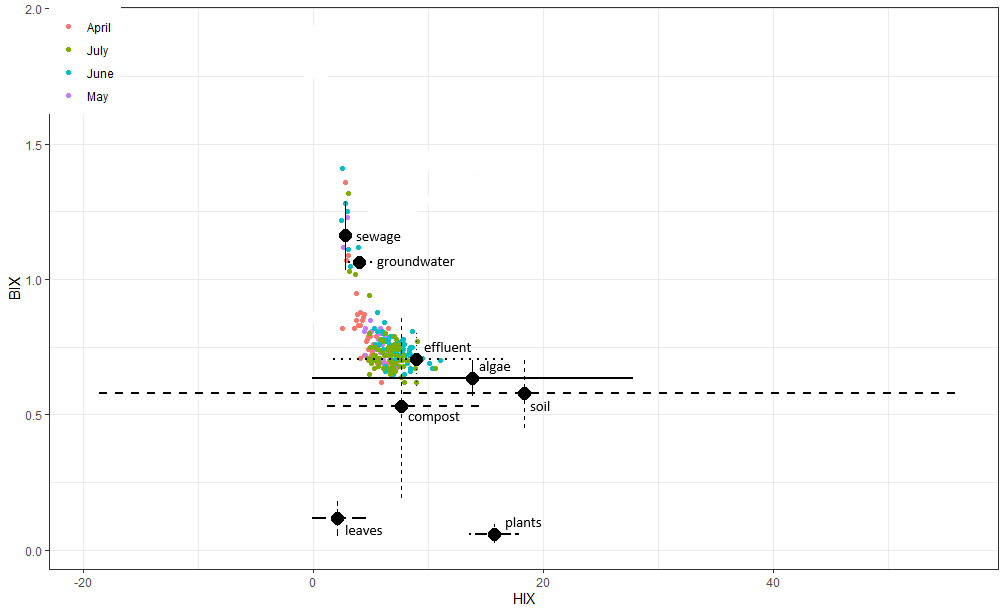 2.0
April
July
June
May
1.5
sewage
groundwater
1.0
BIX
effluent
algae
soil
0.5
compost
plants
leaves
0.0
-20
0
20
40
HIX